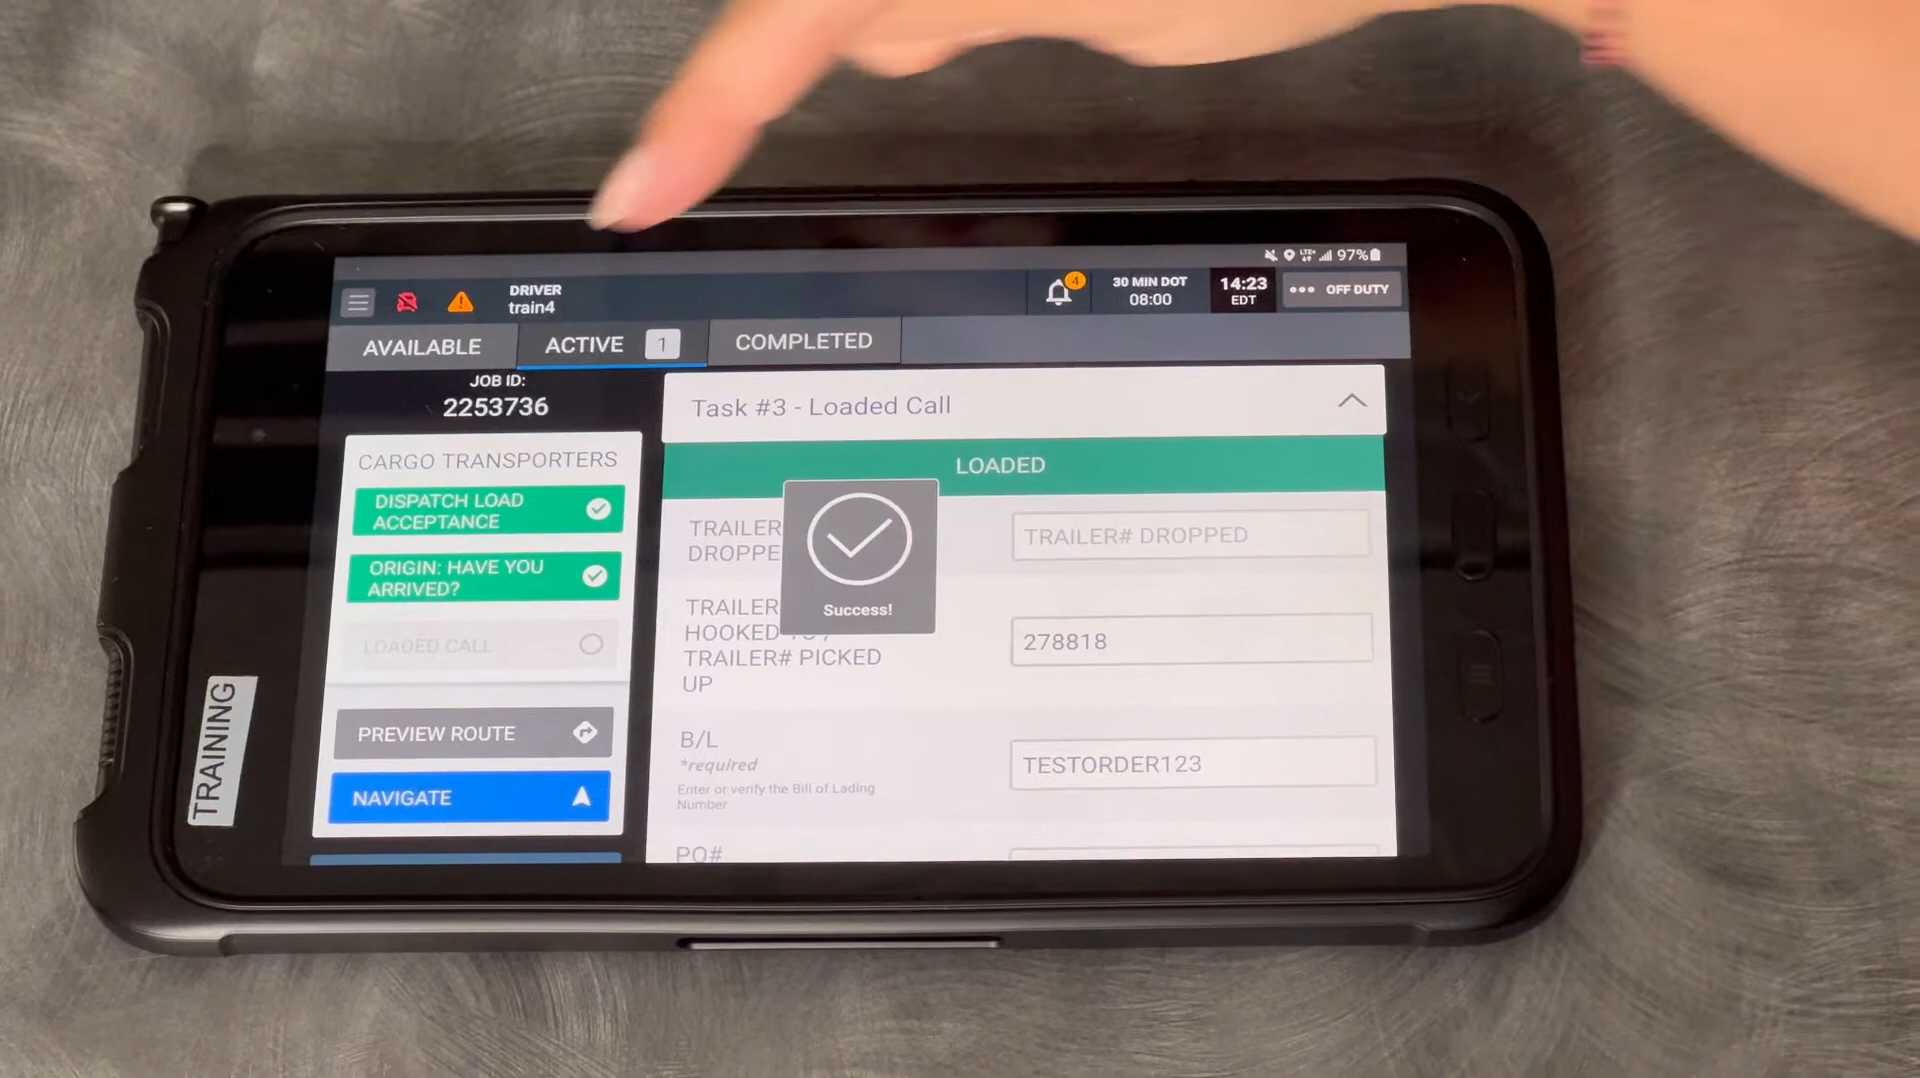 97%
DRIVER
train4
4
30 MIN DOT
08:00
14:23
EDT
OFF DUTY
AVAILABLE
ACTIVE 1
COMPLETED
JOB ID:
2253736
CARGO TRANSPORTERS
DISPATCH LOAD
ACCEPTANCE
ORIGIN: HAVE YOU
ARRIVED?
LOADED CALL
PREVIEW ROUTE
NAVIGATE
Task #3 - Loaded Call
LOADED
TRAILER
DROPPE
TRAILER# DROPPED
Success!
TRAILER
HOOKED TO /
TRAILER# PICKED
UP
278818
B/L
*required
Enter or verify the Bill of Lading
Number
TESTORDER123
PO#
TRAINING